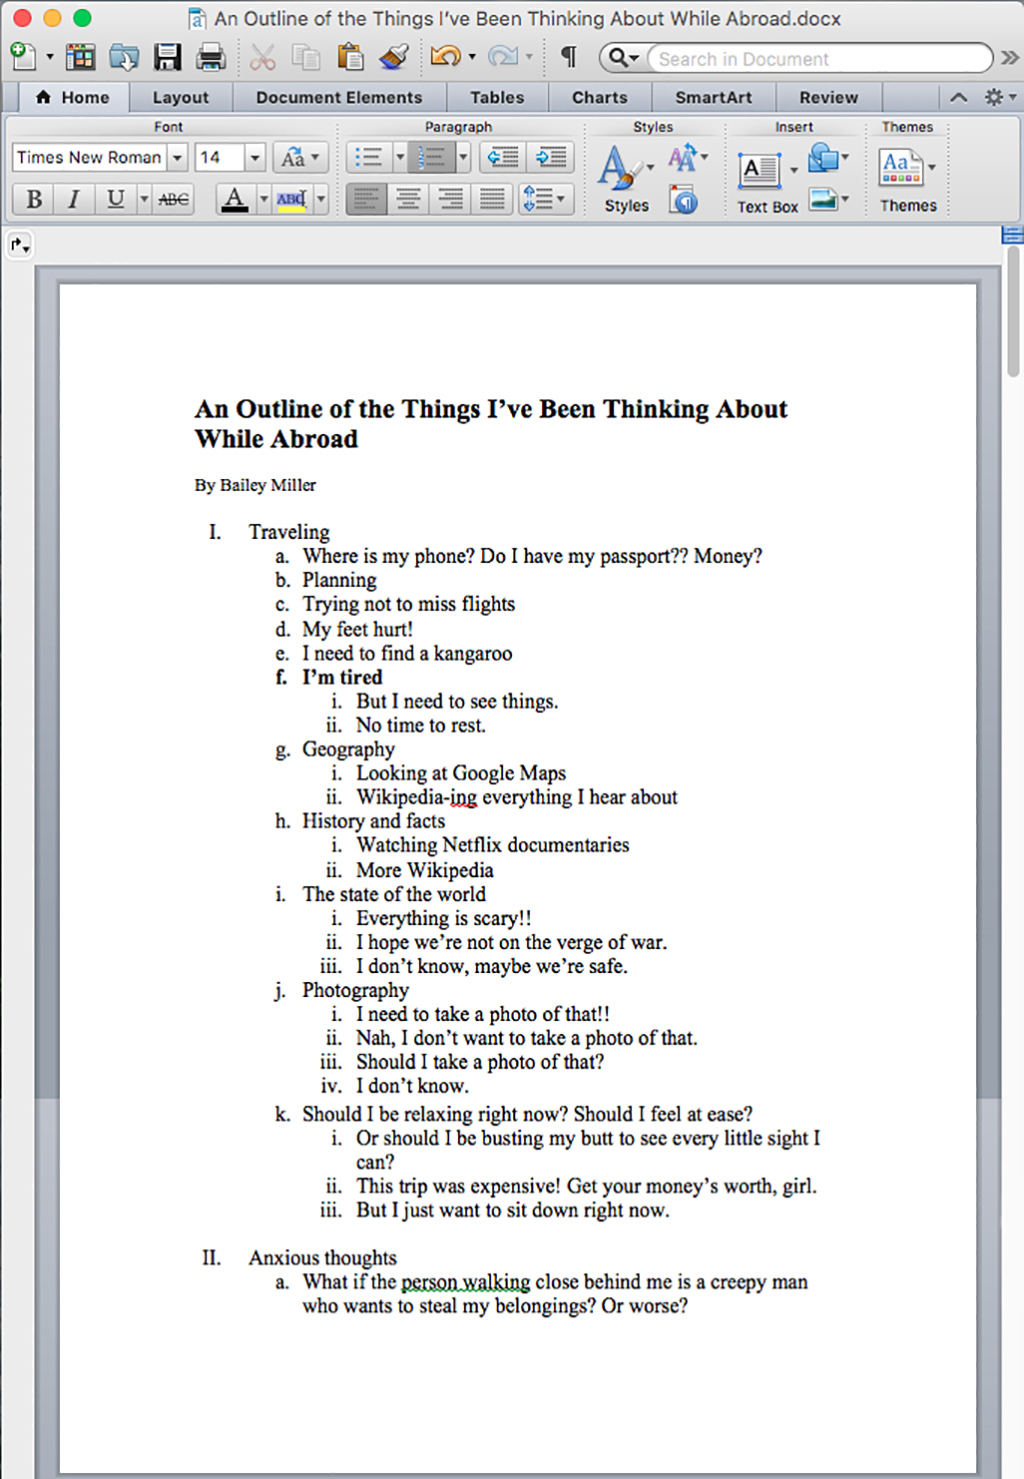 An Outline of the Things I’ve Been Thinking About While Abroad.docx
Search in Document
Home Layout Document Elements Tables Charts SmartArt Review
Font Paragraph Styles Insert Themes
Times New Roman 14 Aa Aa
B I U ABC A ABC Styles A Text Box Themes
An Outline of the Things I’ve Been Thinking About
While Abroad
By Bailey Miller
I. Traveling
a. Where is my phone? Do I have my passport?? Money?
b. Planning
c. Trying not to miss flights
d. My feet hurt!
e. I need to find a kangaroo
f. I’m tired
i. But I need to see things.
ii. No time to rest.
g. Geography
i. Looking at Google Maps
ii. Wikipedia-ing everything I hear about
h. History and facts
i. Watching Netflix documentaries
ii. More Wikipedia
i. The state of the world
i. Everything is scary!!
ii. I hope we’re not on the verge of war.
iii. I don’t know, maybe we’re safe.
j. Photography
i. I need to take a photo of that!!
ii. Nah, I don’t want to take a photo of that.
iii. Should I take a photo of that?
iv. I don’t know.
k. Should I be relaxing right now? Should I feel at ease?
i. Or should I be busting my butt to see every little sight I
can?
ii. This trip was expensive! Get your money’s worth, girl.
iii. But I just want to sit down right now.
II. Anxious thoughts
a. What if the person walking close behind me is a creepy man
who wants to steal my belongings? Or worse?